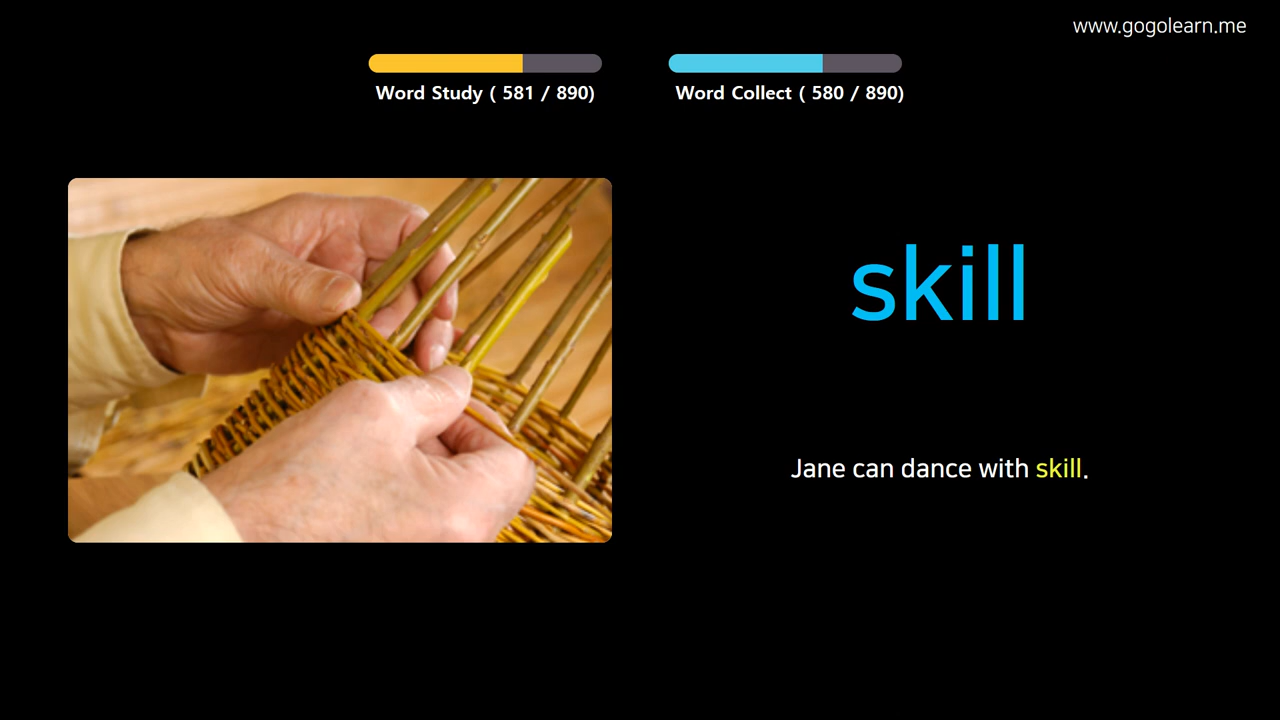 www.gogolearn.me
Word Study ( 581 / 890)
Word Collect ( 580 / 890)
skill
Jane can dance with skill.